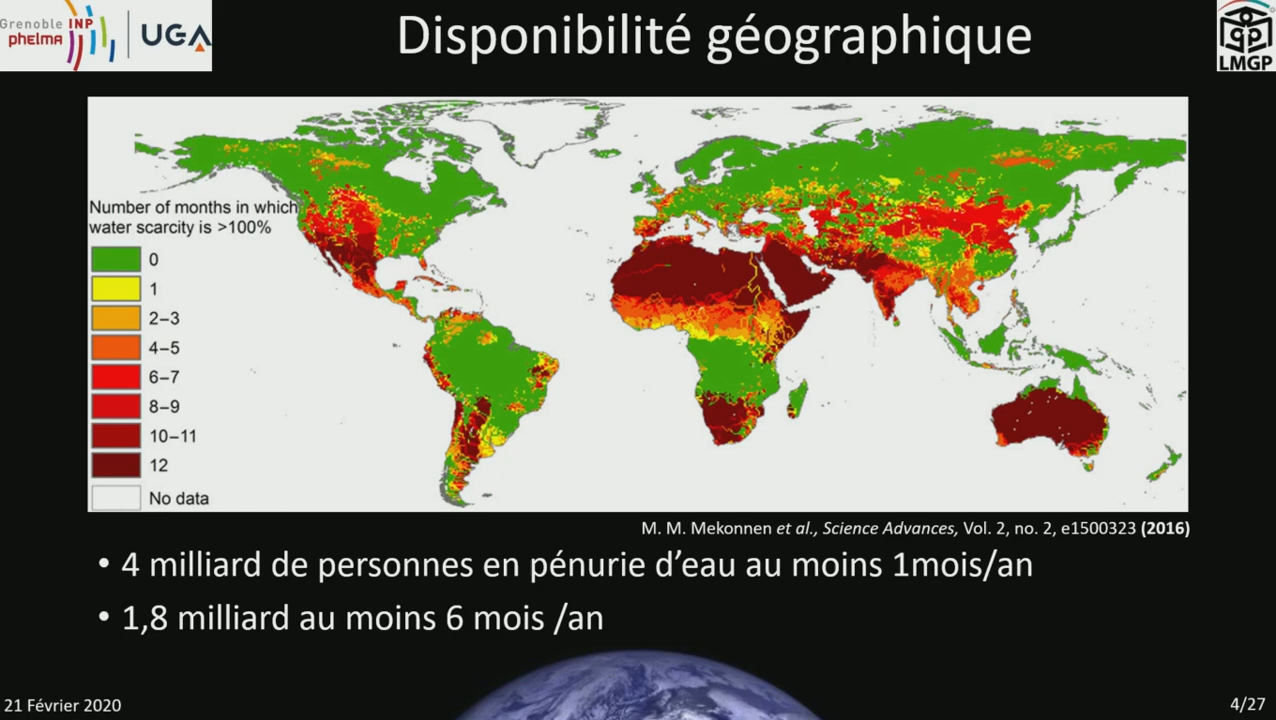 Grenoble INP
phelma
UGA
Disponibilité géographique
LMGP
Number of months in which
water scarcity is >100%
0
1
2–3
4–5
6–7
8–9
10–11
12
No data
M. M. Mekonnen et al., Science Advances, Vol. 2, no. 2, e1500323 (2016)
• 4 milliard de personnes en pénurie d’eau au moins 1mois/an
• 1,8 milliard au moins 6 mois /an
21 Février 2020
4/27